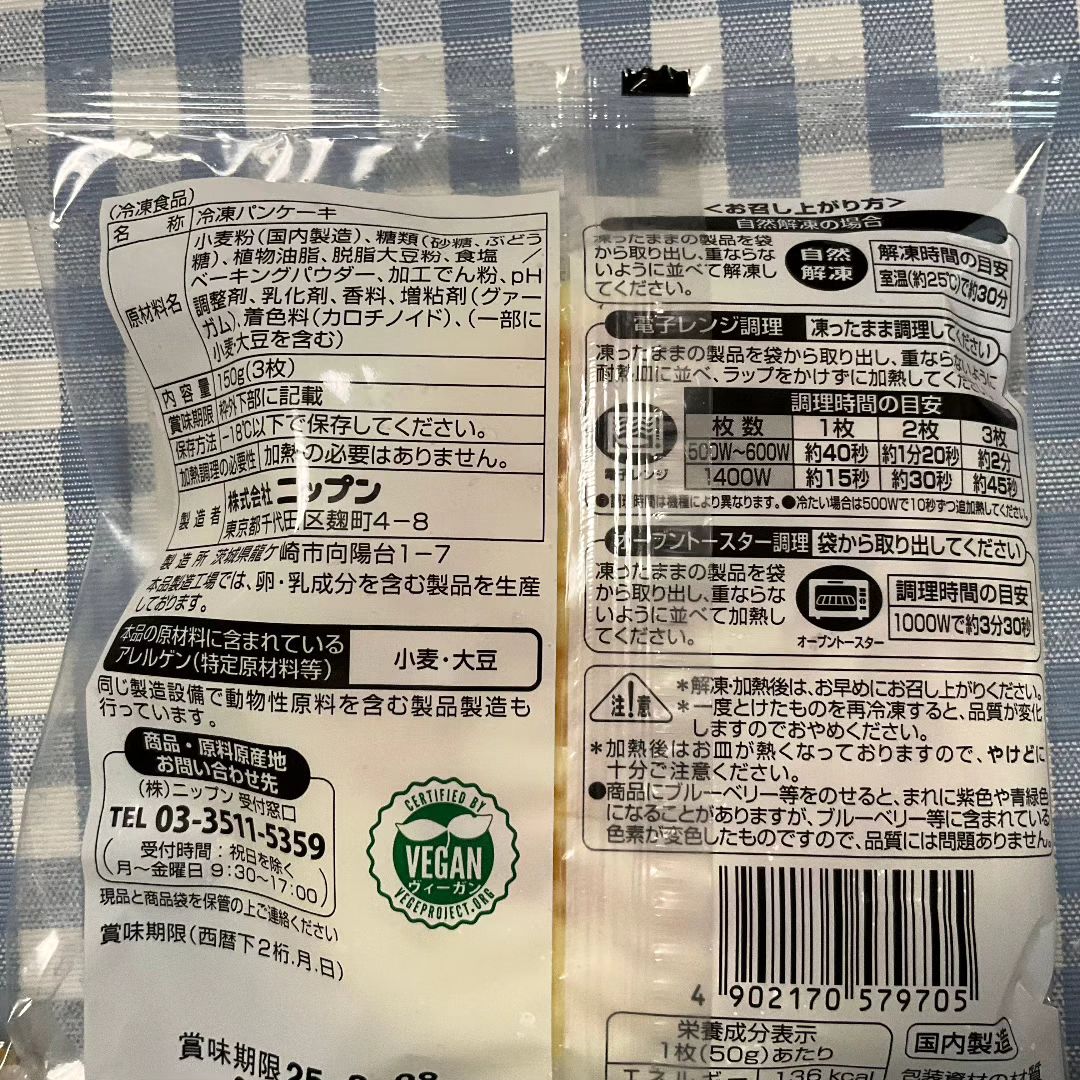 (冷凍食品)
名称 冷凍パンケーキ
原材料名
小麦粉(国内製造)、糖類(砂糖、ぶどう
糖)、植物油脂、脱脂大豆粉、食塩/
ベーキングパウダー、加工でん粉、pH
調整剤、乳化剤、香料、増粘剤(グァー
ガム)、着色料(カロチノイド)、(一部に
小麦・大豆を含む)
内容量 150g(3枚)
賞味期限 枠外下部に記載
保存方法 -18℃以下で保存してください。
加熱調理の必要性 加熱の必要はありません。
製造者 株式会社 ニップン
東京都千代田区麹町4-8
製造所 茨城県龍ケ崎市向陽台1-7
本品製造工場では、卵・乳成分を含む製品を生産
しております。
本品の原材料に含まれている
アレルゲン(特定原材料等)
小麦・大豆
同じ製造設備で動物性原料を含む製品製造も
行っています。
商品・原料原産地
お問い合わせ先
(株)ニップン 受付窓口
TEL 03-3511-5359
受付時間:祝日を除く
(月〜金曜日 9:30〜17:00)
現品と商品袋を保管の上ご連絡ください
CERTIFIED BY
VEGAN
ヴィーガン
VEGEPROJECT.ORG
賞味期限(西暦下2桁.月.日)
賞味期限25.
<お召し上がり方>
自然解凍の場合
凍ったままの製品を袋
から取り出し、重ならな
いように並べて解凍し
てください。
自然
解凍
解凍時間の目安
室温(約25℃)で約30分
電子レンジ調理 凍ったまま調理してください
凍ったままの製品を袋から取り出し、重ならないように
耐熱皿に並べ、ラップをかけずに加熱してください。
電子レンジ
調理時間の目安
枚数 1枚 2枚 3枚
500W〜600W 約40秒 約1分20秒 約2分
1400W 約15秒 約30秒 約45秒
●調理時間は機種により異なります。●冷たい場合は500Wで10秒ずつ追加熱してください。
オーブントースター調理 袋から取り出してください
凍ったままの製品を袋
から取り出し、重ならな
いように並べて加熱し
てください。
オーブントースター
調理時間の目安
1000Wで約3分30秒
注!意
*解凍・加熱後は、お早めにお召し上がりください。
*一度とけたものを再冷凍すると、品質が変化
しますのでおやめください。
*加熱後はお皿が熱くなっておりますので、やけどに
十分ご注意ください。
●商品にブルーベリー等をのせると、まれに紫色や青緑色
になることがありますが、ブルーベリー等に含まれている
色素が変色したものですので、品質には問題ありません。
4 902170 579705
栄養成分表示
1枚(50g)あたり
エネルギー 136 kcal
国内製造
包装資材の材質